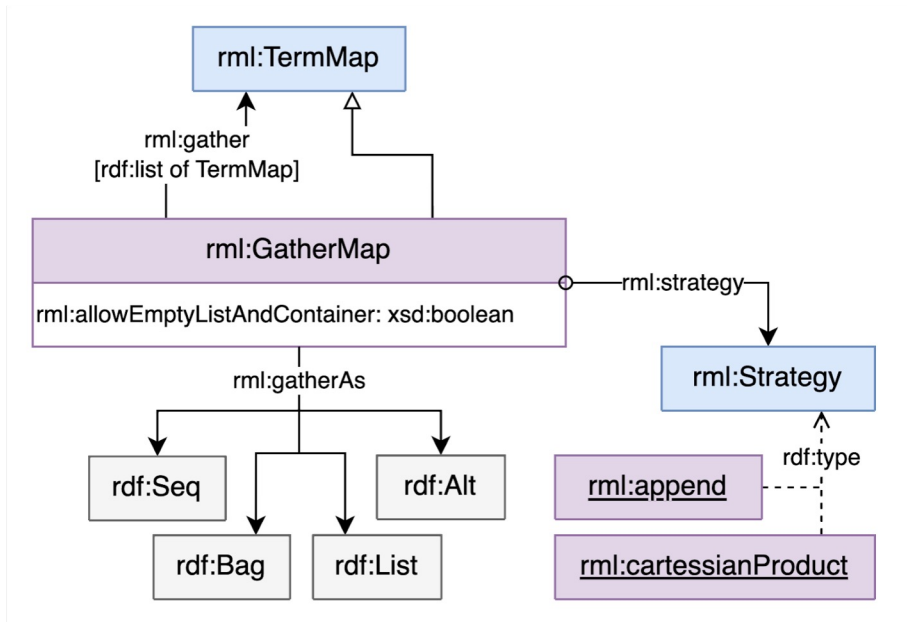 rml:TermMap
rml:gather
[rdf:list of TermMap]
rml:GatherMap
rml:strategy
rml:allowEmptyListAndContainer: xsd:boolean
rml:gatherAs
rml:Strategy
rdf:type
rdf:Seq
rdf:Alt
rml:append
rdf:Bag
rdf:List
rml:cartessianProduct